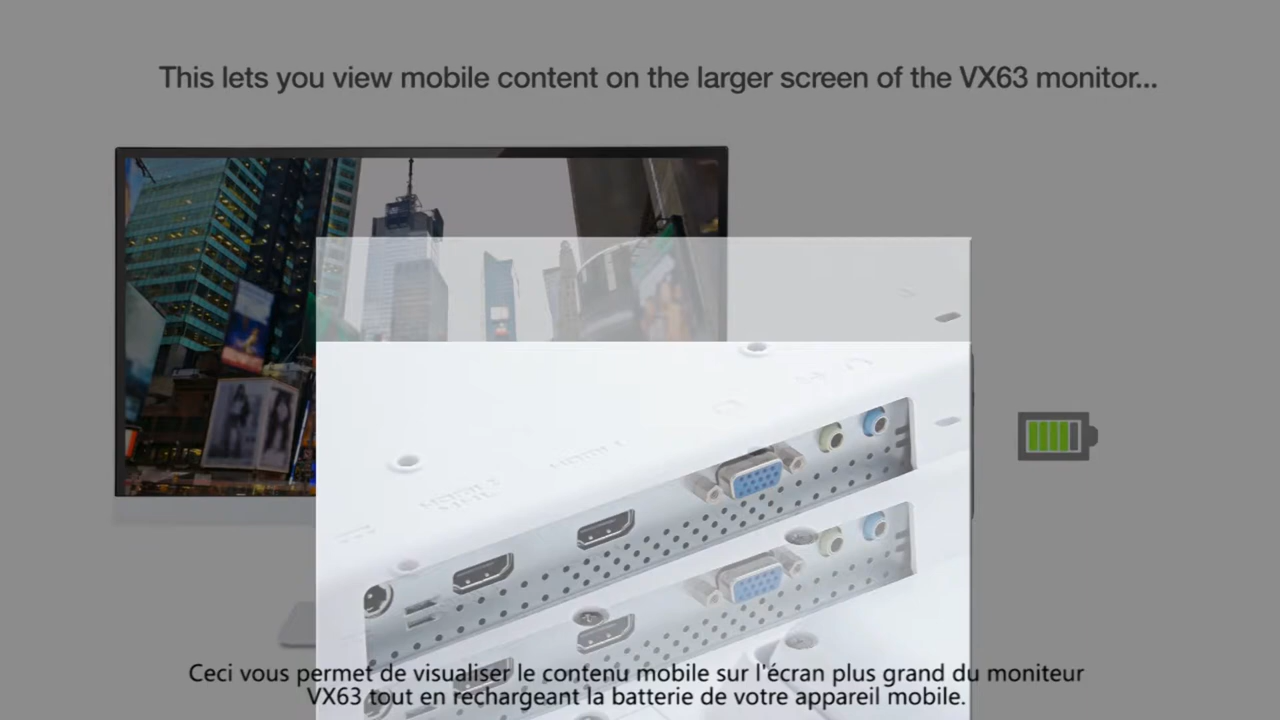 This lets you view mobile content on the larger screen of the VX63 monitor...
Ceci vous permet de visualiser le contenu mobile sur l'écran plus grand du moniteur
VX63 tout en rechargeant la batterie de votre appareil mobile.